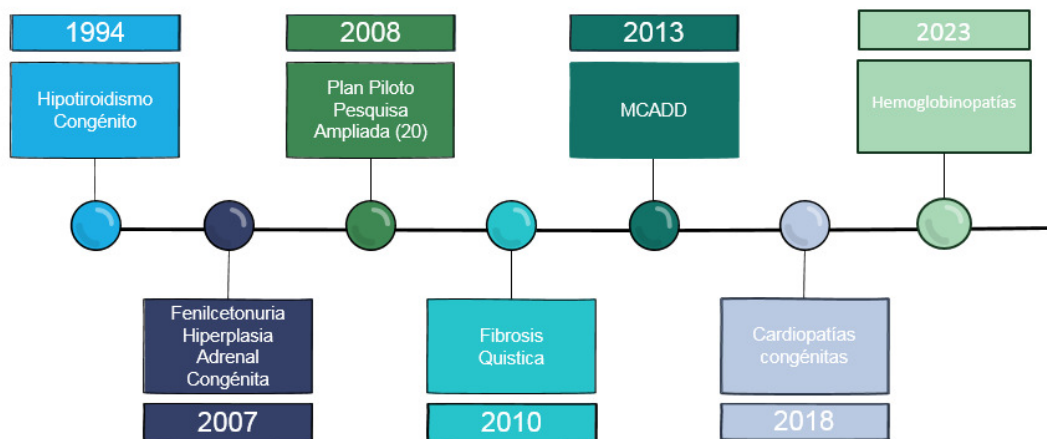 1994
Hipotiroidismo
Congénito
Fenilcetonuria
Hiperplasia
Adrenal
Congénita
2007
2008
Plan Piloto
Pesquisa
Ampliada (20)
Fibrosis
Quistica
2010
2013
MCADD
Cardiopatías
congénitas
2018
2023
Hemoglobinopatías